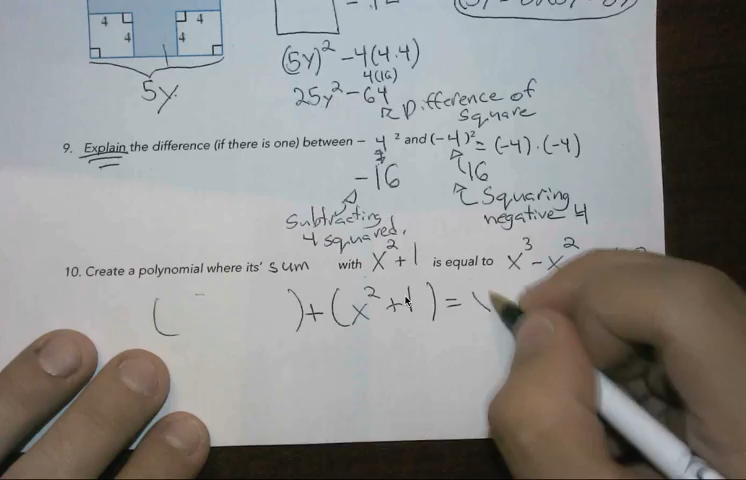 4 4
4 4
5y
(5y)² - 4(4.4)
4(16)
25y² - 64
Difference of
Square
9. Explain the difference (if there is one) between - 4² and (-4)² = (-4)·(-4)
-16
16
Subtracting
4 squared.
Squaring
negative 4
10. Create a polynomial where its' sum with x² + 1 is equal to x³ - x²
( ) + (x² + 1) =